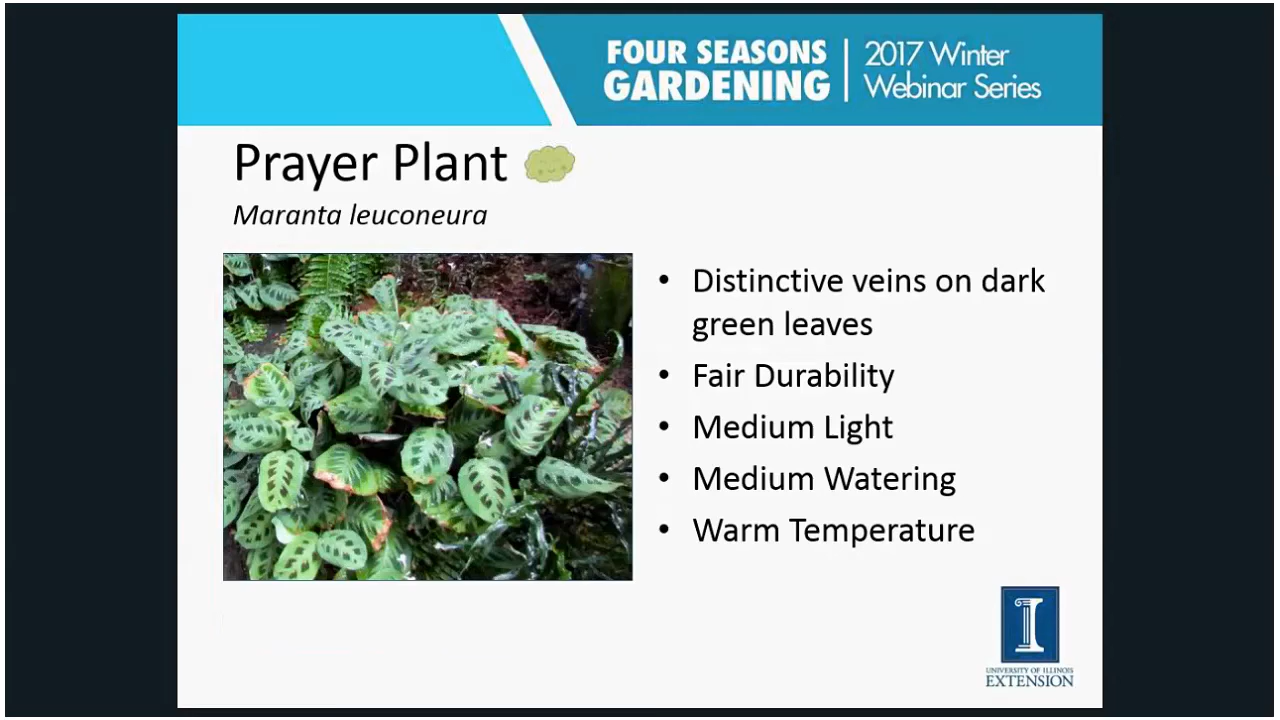 FOUR SEASONS
GARDENING
2017 Winter
Webinar Series
Prayer Plant
Maranta leuconeura
• Distinctive veins on dark
green leaves
• Fair Durability
• Medium Light
• Medium Watering
• Warm Temperature
I
UNIVERSITY OF ILLINOIS
EXTENSION